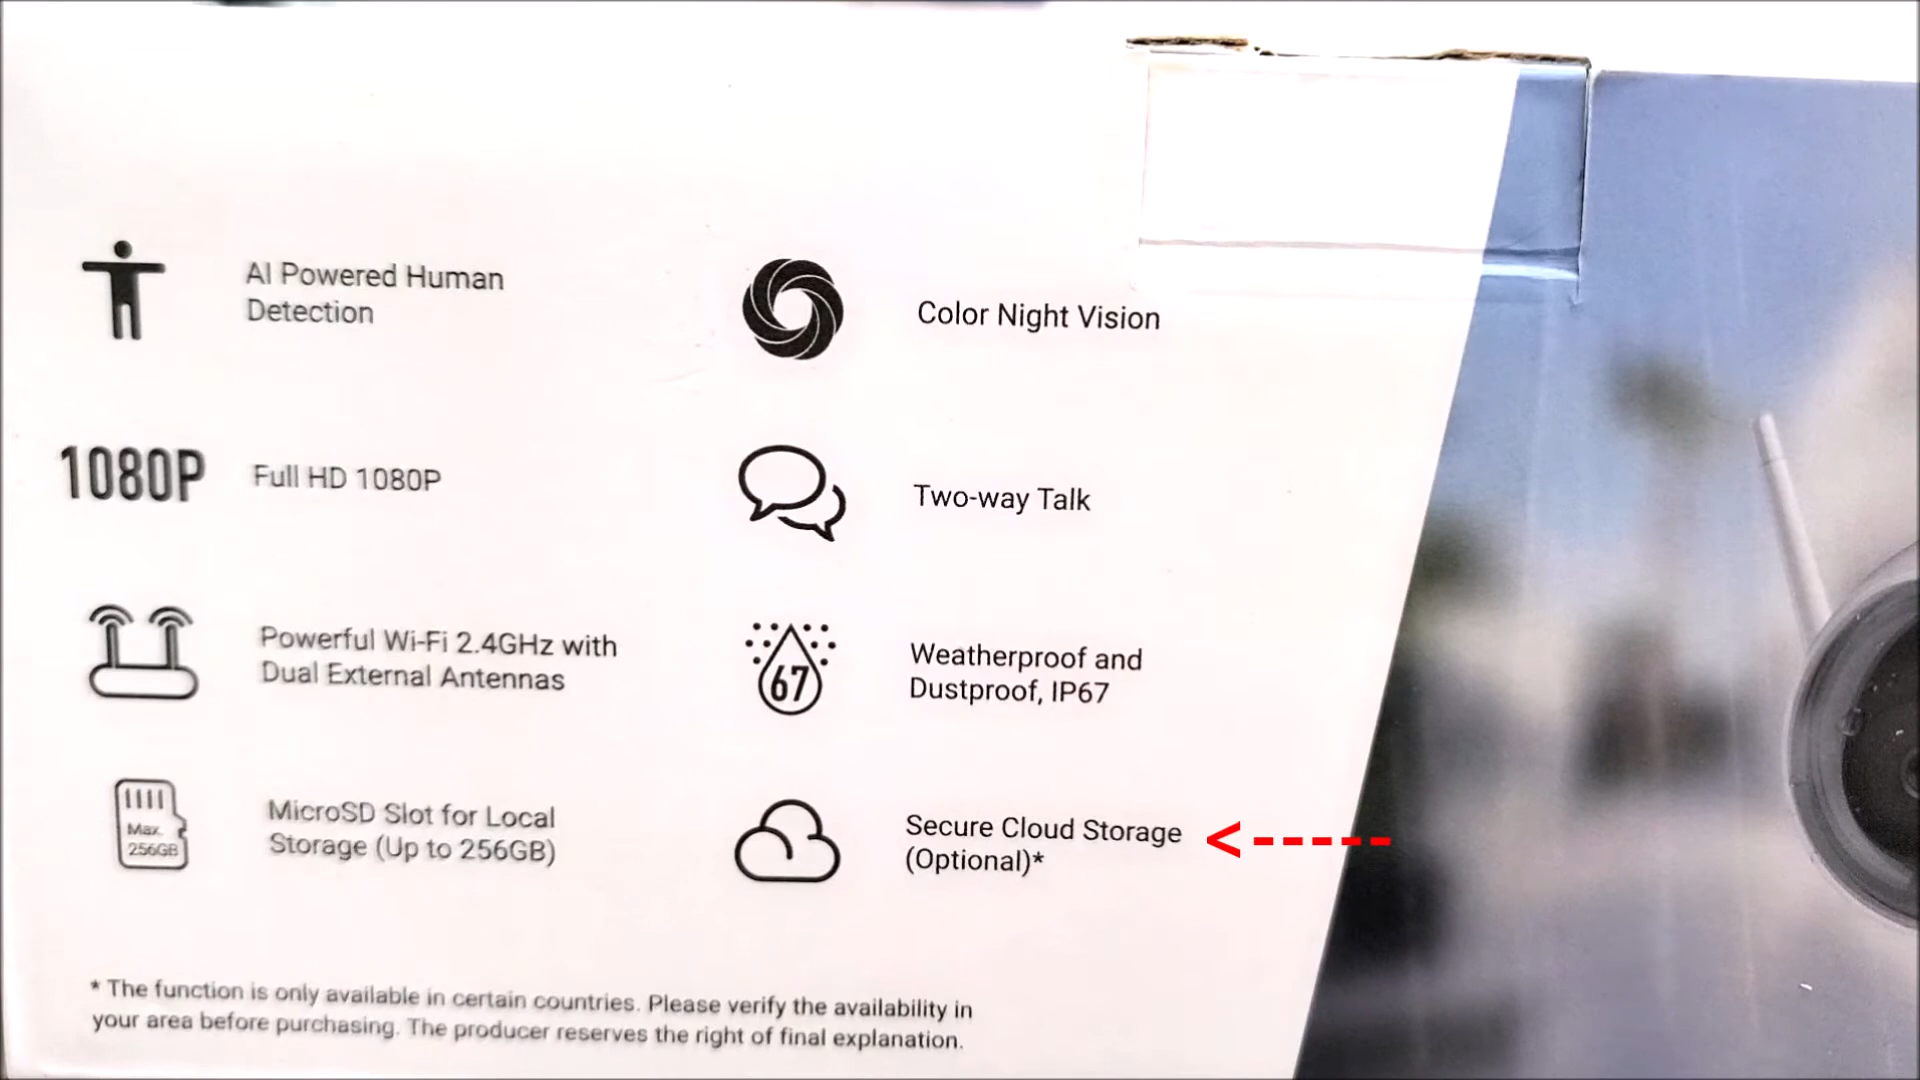 AI Powered Human
Detection
1080P
Full HD 1080P
Powerful Wi-Fi 2.4GHz with
Dual External Antennas
Max.
256GB
MicroSD Slot for Local
Storage (Up to 256GB)
Color Night Vision
Two-way Talk
67
Weatherproof and
Dustproof, IP67
Secure Cloud Storage
(Optional)*
* The function is only available in certain countries. Please verify the availability in
your area before purchasing. The producer reserves the right of final explanation.